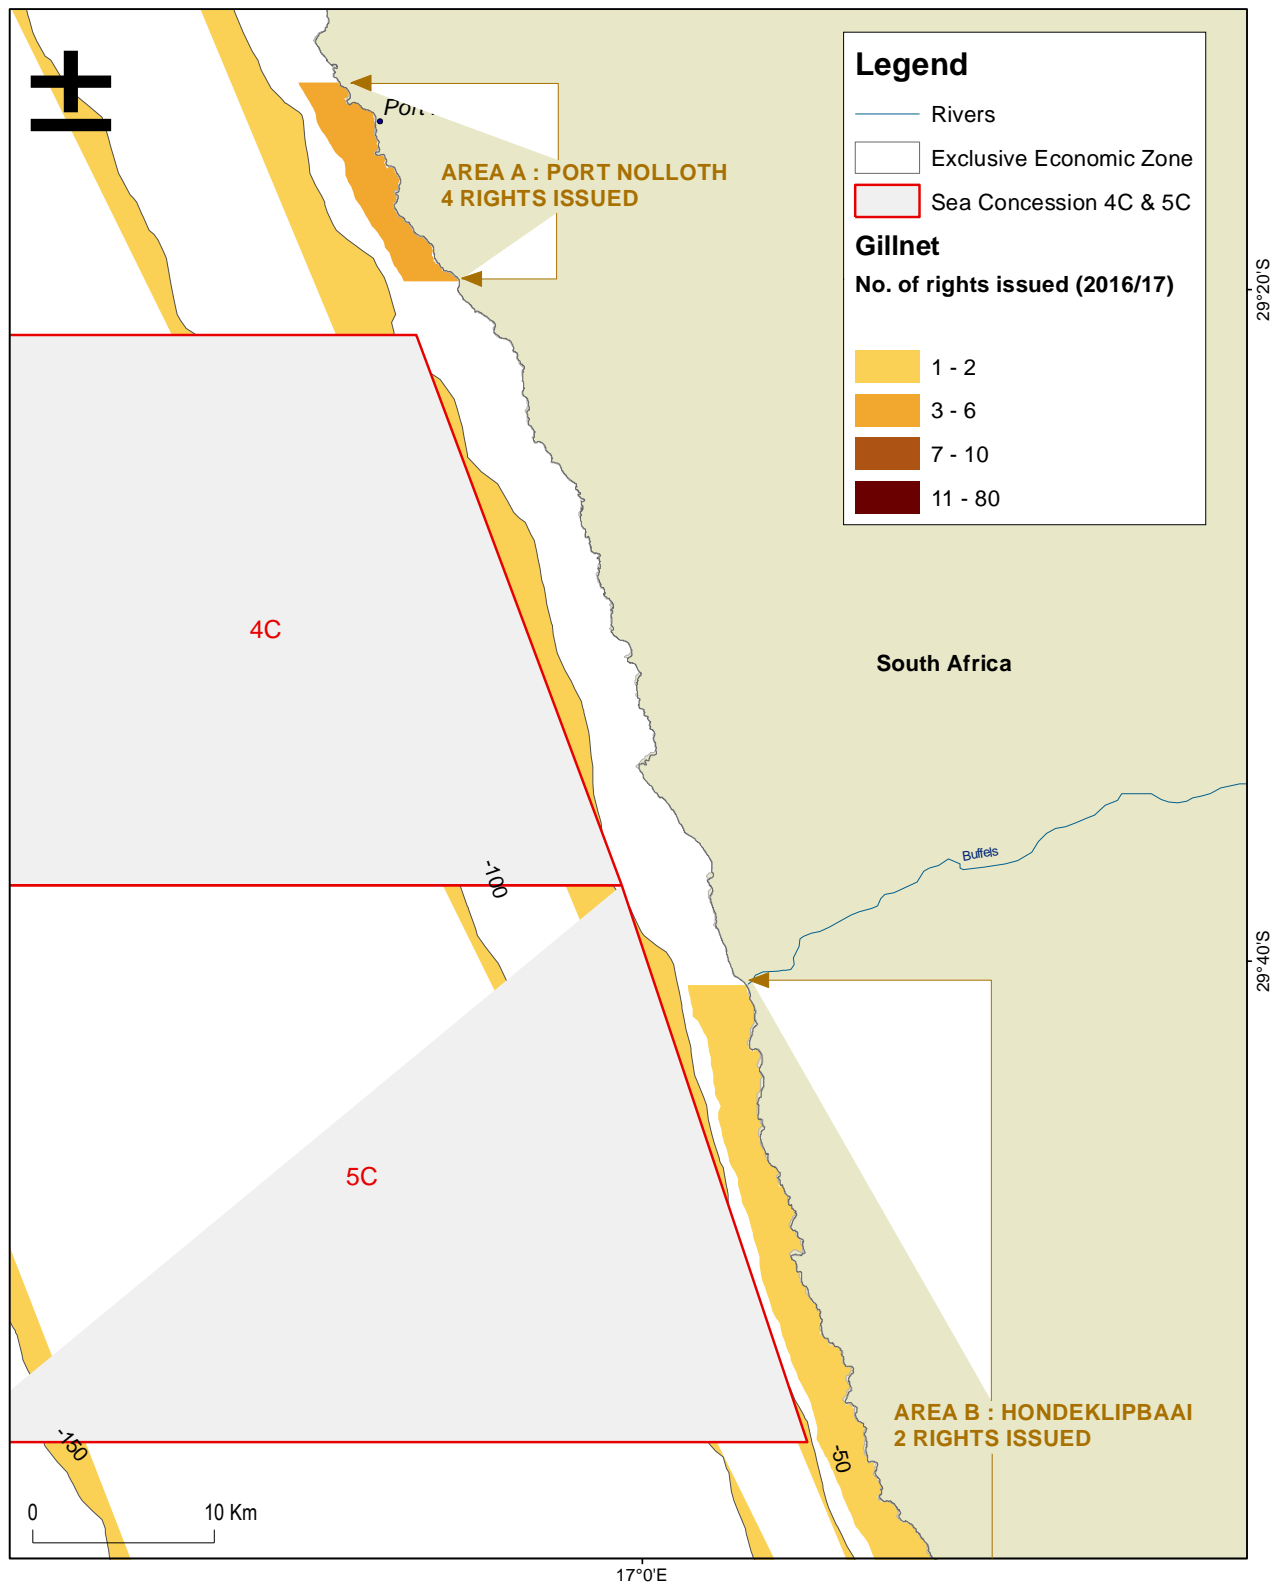 Legend
Rivers
Exclusive Economic Zone
Sea Concession 4C & 5C
Gillnet
No. of rights issued (2016/17)
1 - 2
3 - 6
7 - 10
11 - 80
Port
AREA A : PORT NOLLOTH
4 RIGHTS ISSUED
29°20'S
4C
South Africa
Buffels
-100
29°40'S
5C
AREA B : HONDEKLIPBAAI
2 RIGHTS ISSUED
-150
-50
0 10 Km
17°0'E